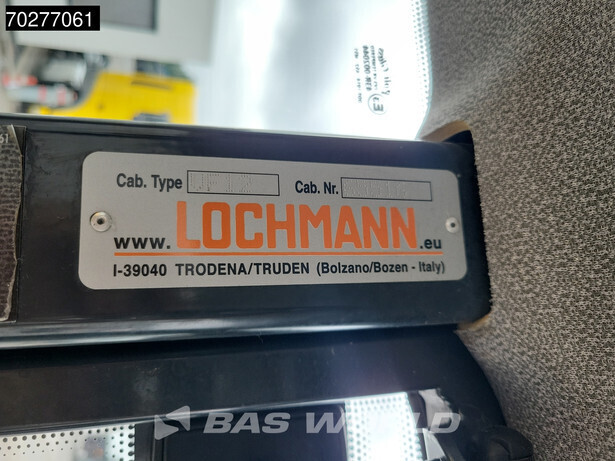 70277061
Cab. Type
Cab. Nr.
www.LOCHMANN.eu
I-39040 TRODENA/TRUDEN (Bolzano/Bozen - Italy)
BAS WORLD